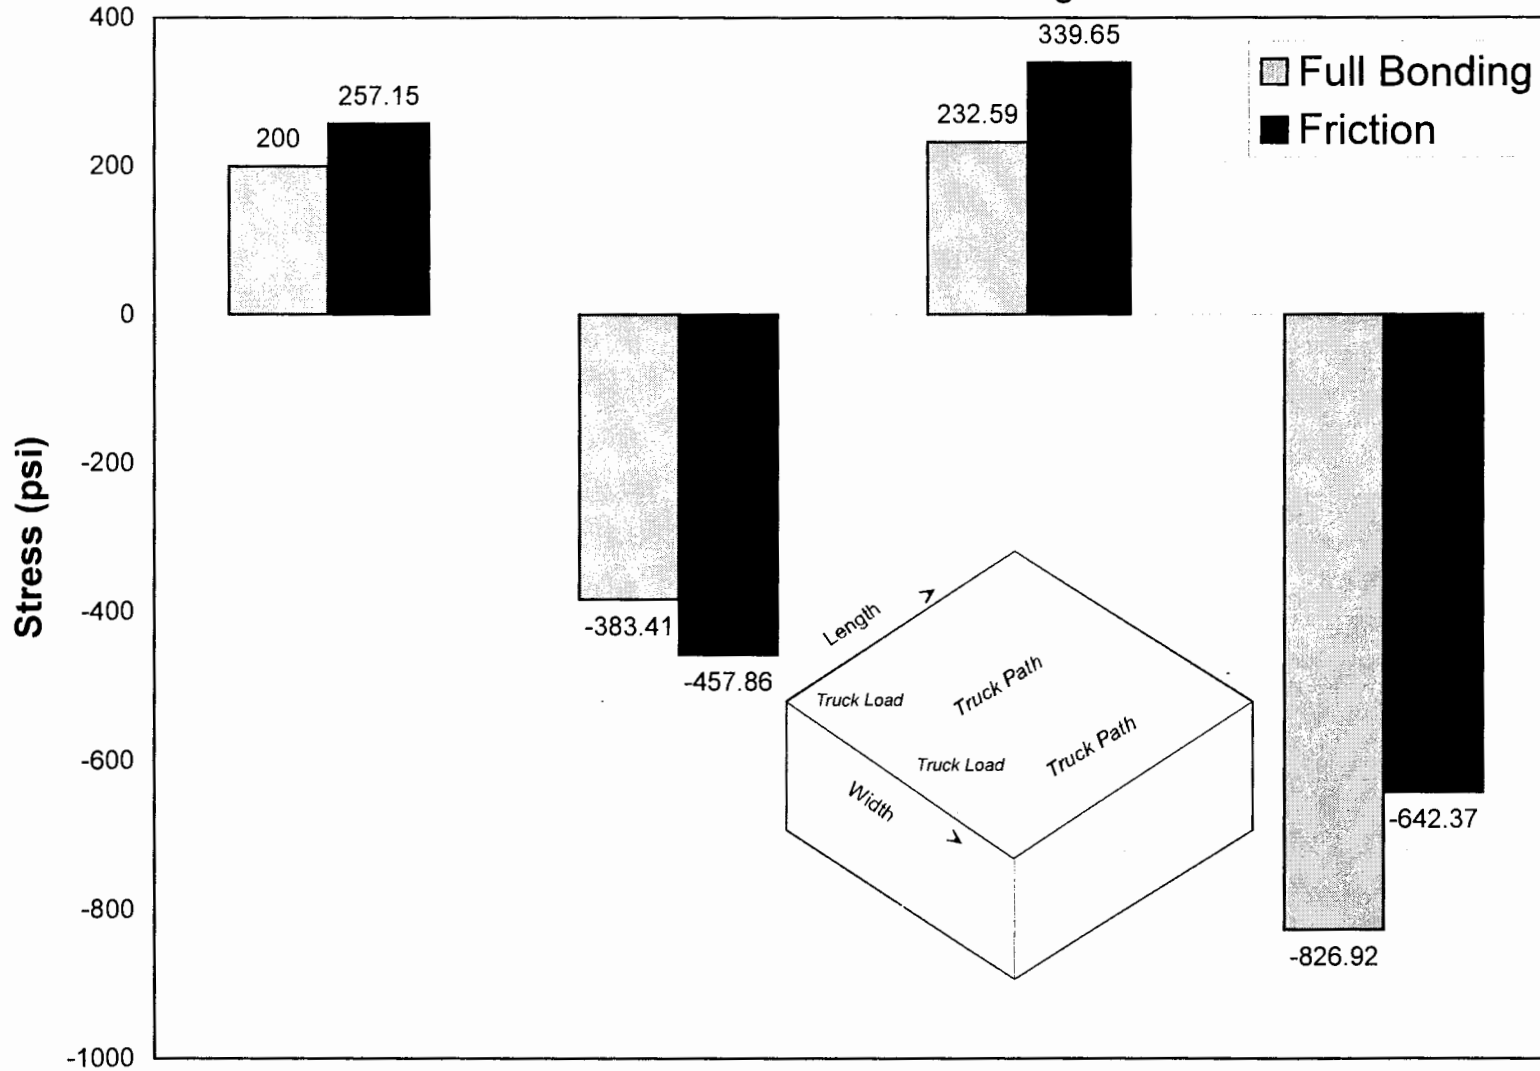 400
200
0
-200
-400
-600
-800
-1000
Stress (psi)
200
257.15
-383.41
-457.86
232.59
339.65
-826.92
-642.37
Full Bonding
Friction
Length
Truck Load
Truck Path
Truck Load
Truck Path
Width